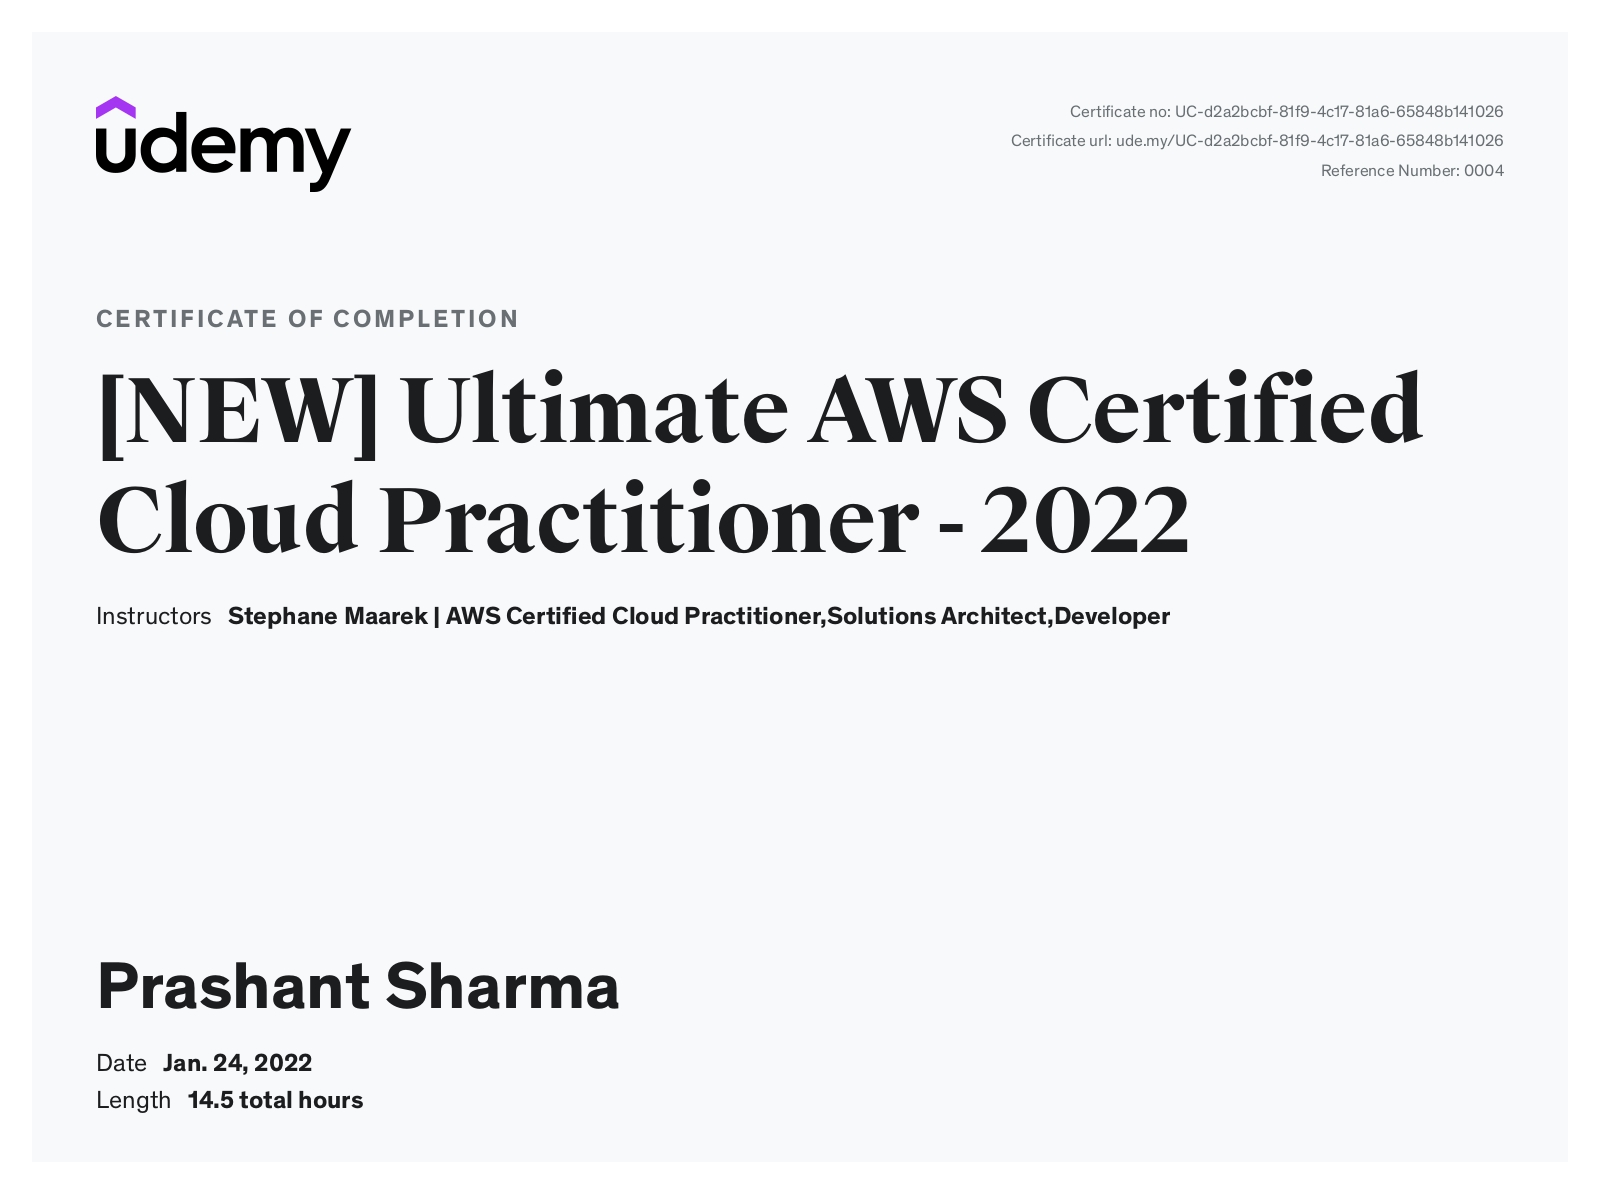 udemy
Certificate no: UC-d2a2bcbf-81f9-4c17-81a6-65848b141026
Certificate url: ude.my/UC-d2a2bcbf-81f9-4c17-81a6-65848b141026
Reference Number: 0004
CERTIFICATE OF COMPLETION
[NEW] Ultimate AWS Certified
Cloud Practitioner - 2022
Instructors Stephane Maarek | AWS Certified Cloud Practitioner,Solutions Architect,Developer
Prashant Sharma
Date Jan. 24, 2022
Length 14.5 total hours